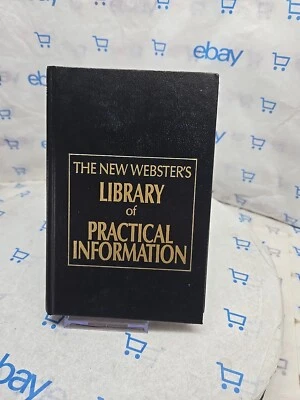 ebay
THE NEW WEBSTER'S
LIBRARY
of
PRACTICAL
INFORMATION
ebay
ebay